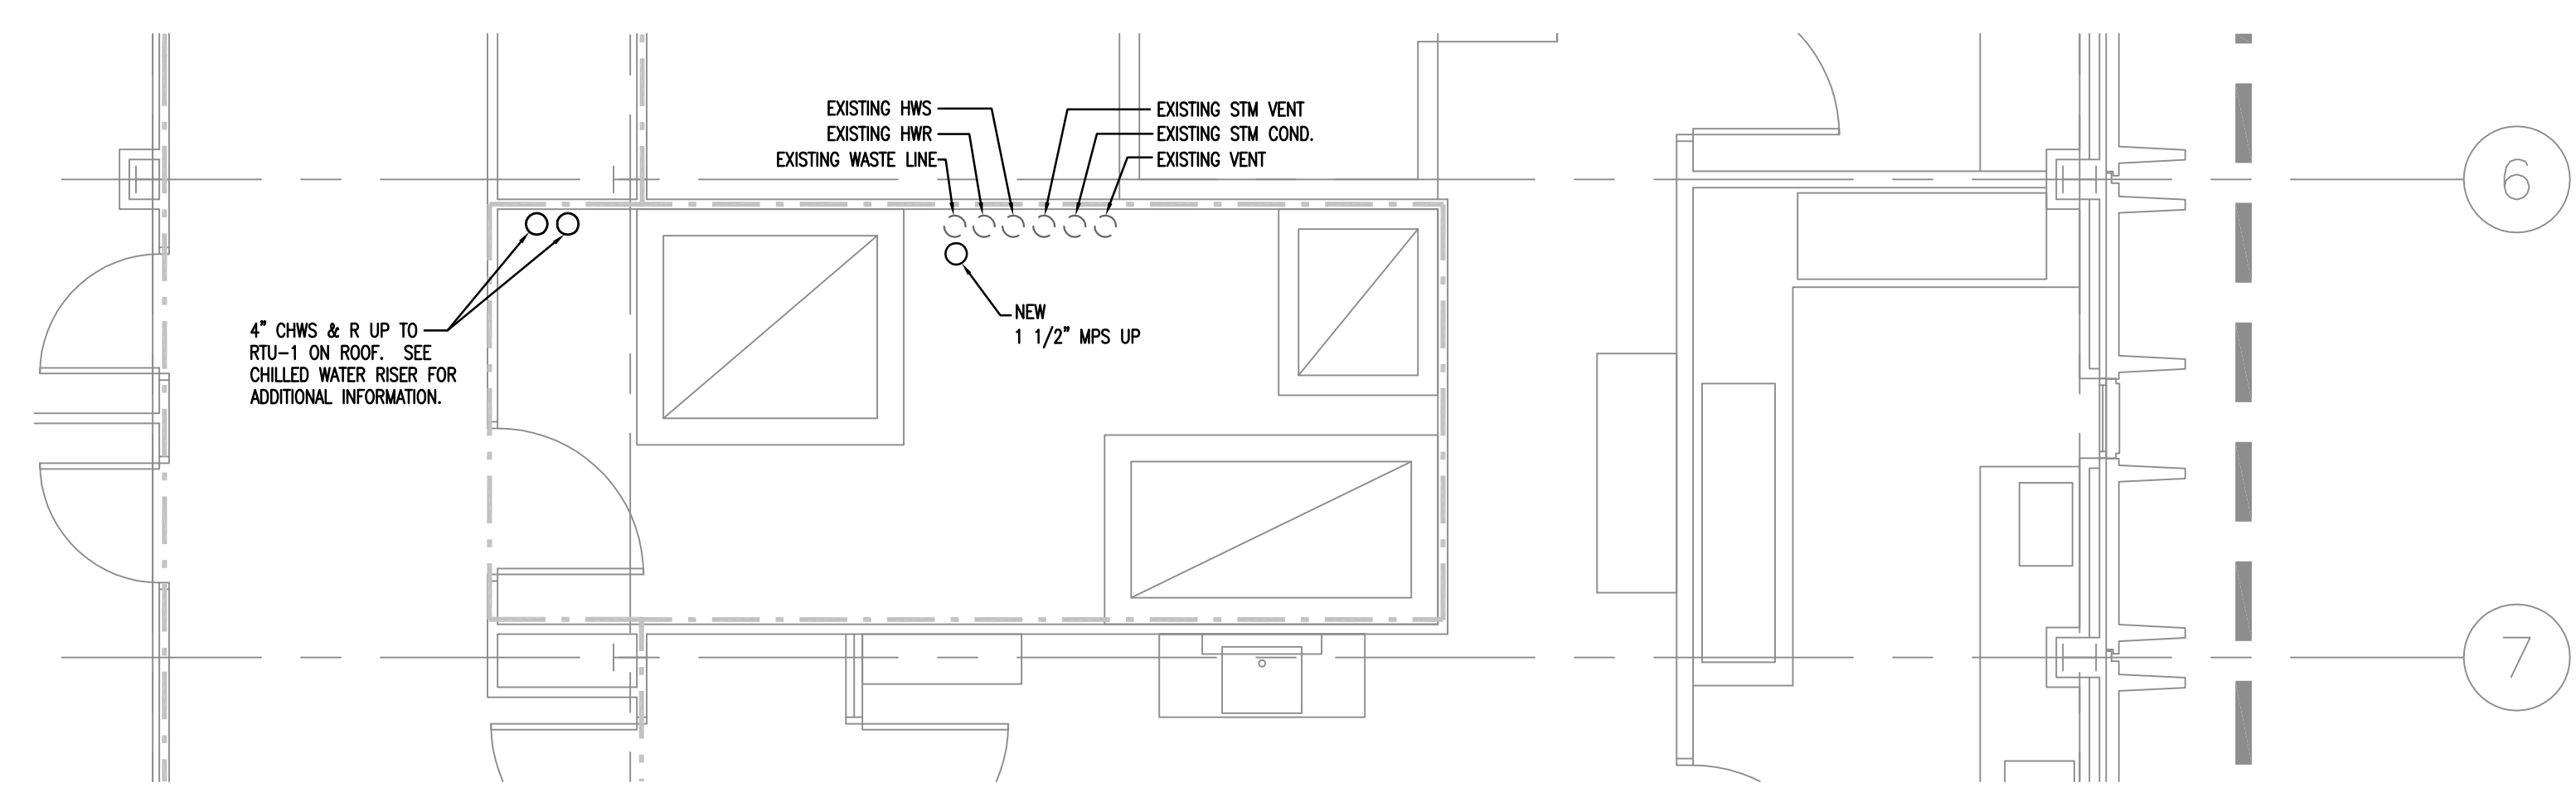 EXISTING HWS
EXISTING HWR
EXISTING WASTE LINE
EXISTING STM VENT
EXISTING STM COND.
EXISTING VENT
6
4" CHWS & R UP TO
RTU-1 ON ROOF. SEE
CHILLED WATER RISER FOR
ADDITIONAL INFORMATION.
NEW
1 1/2" MPS UP
7